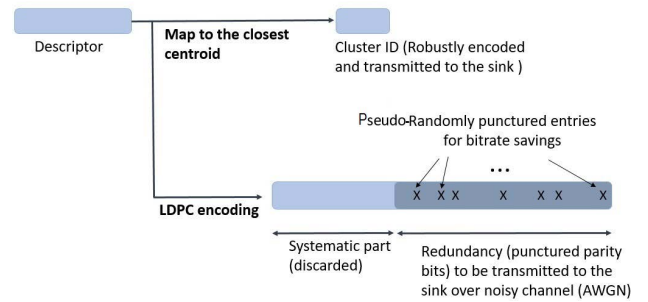 Descriptor
Map to the closest
centroid
Cluster ID (Robustly encoded
and transmitted to the sink )
Pseudo-Randomly punctured entries
for bitrate savings
...
X X X X X X X
LDPC encoding
Systematic part
(discarded)
Redundancy (punctured parity
bits) to be transmitted to the
sink over noisy channel (AWGN)